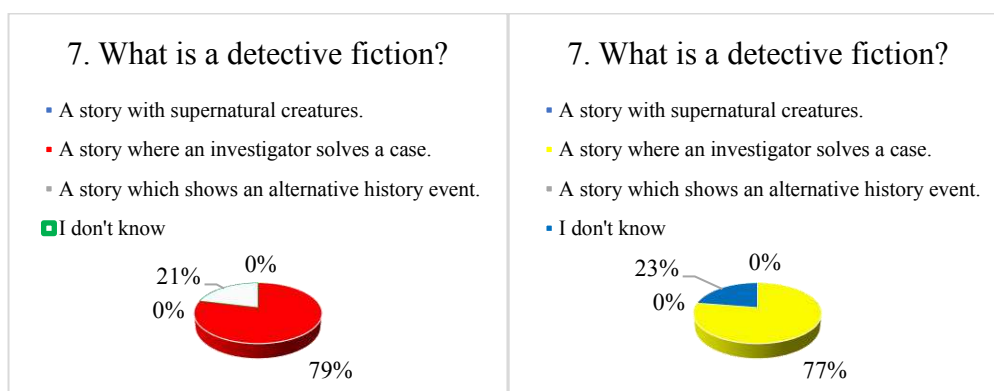 7. What is a detective fiction?
A story with supernatural creatures.
A story where an investigator solves a case.
A story which shows an alternative history event.
I don't know
0%
21%
0%
79%
7. What is a detective fiction?
A story with supernatural creatures.
A story where an investigator solves a case.
A story which shows an alternative history event.
I don't know
0%
23%
0%
77%